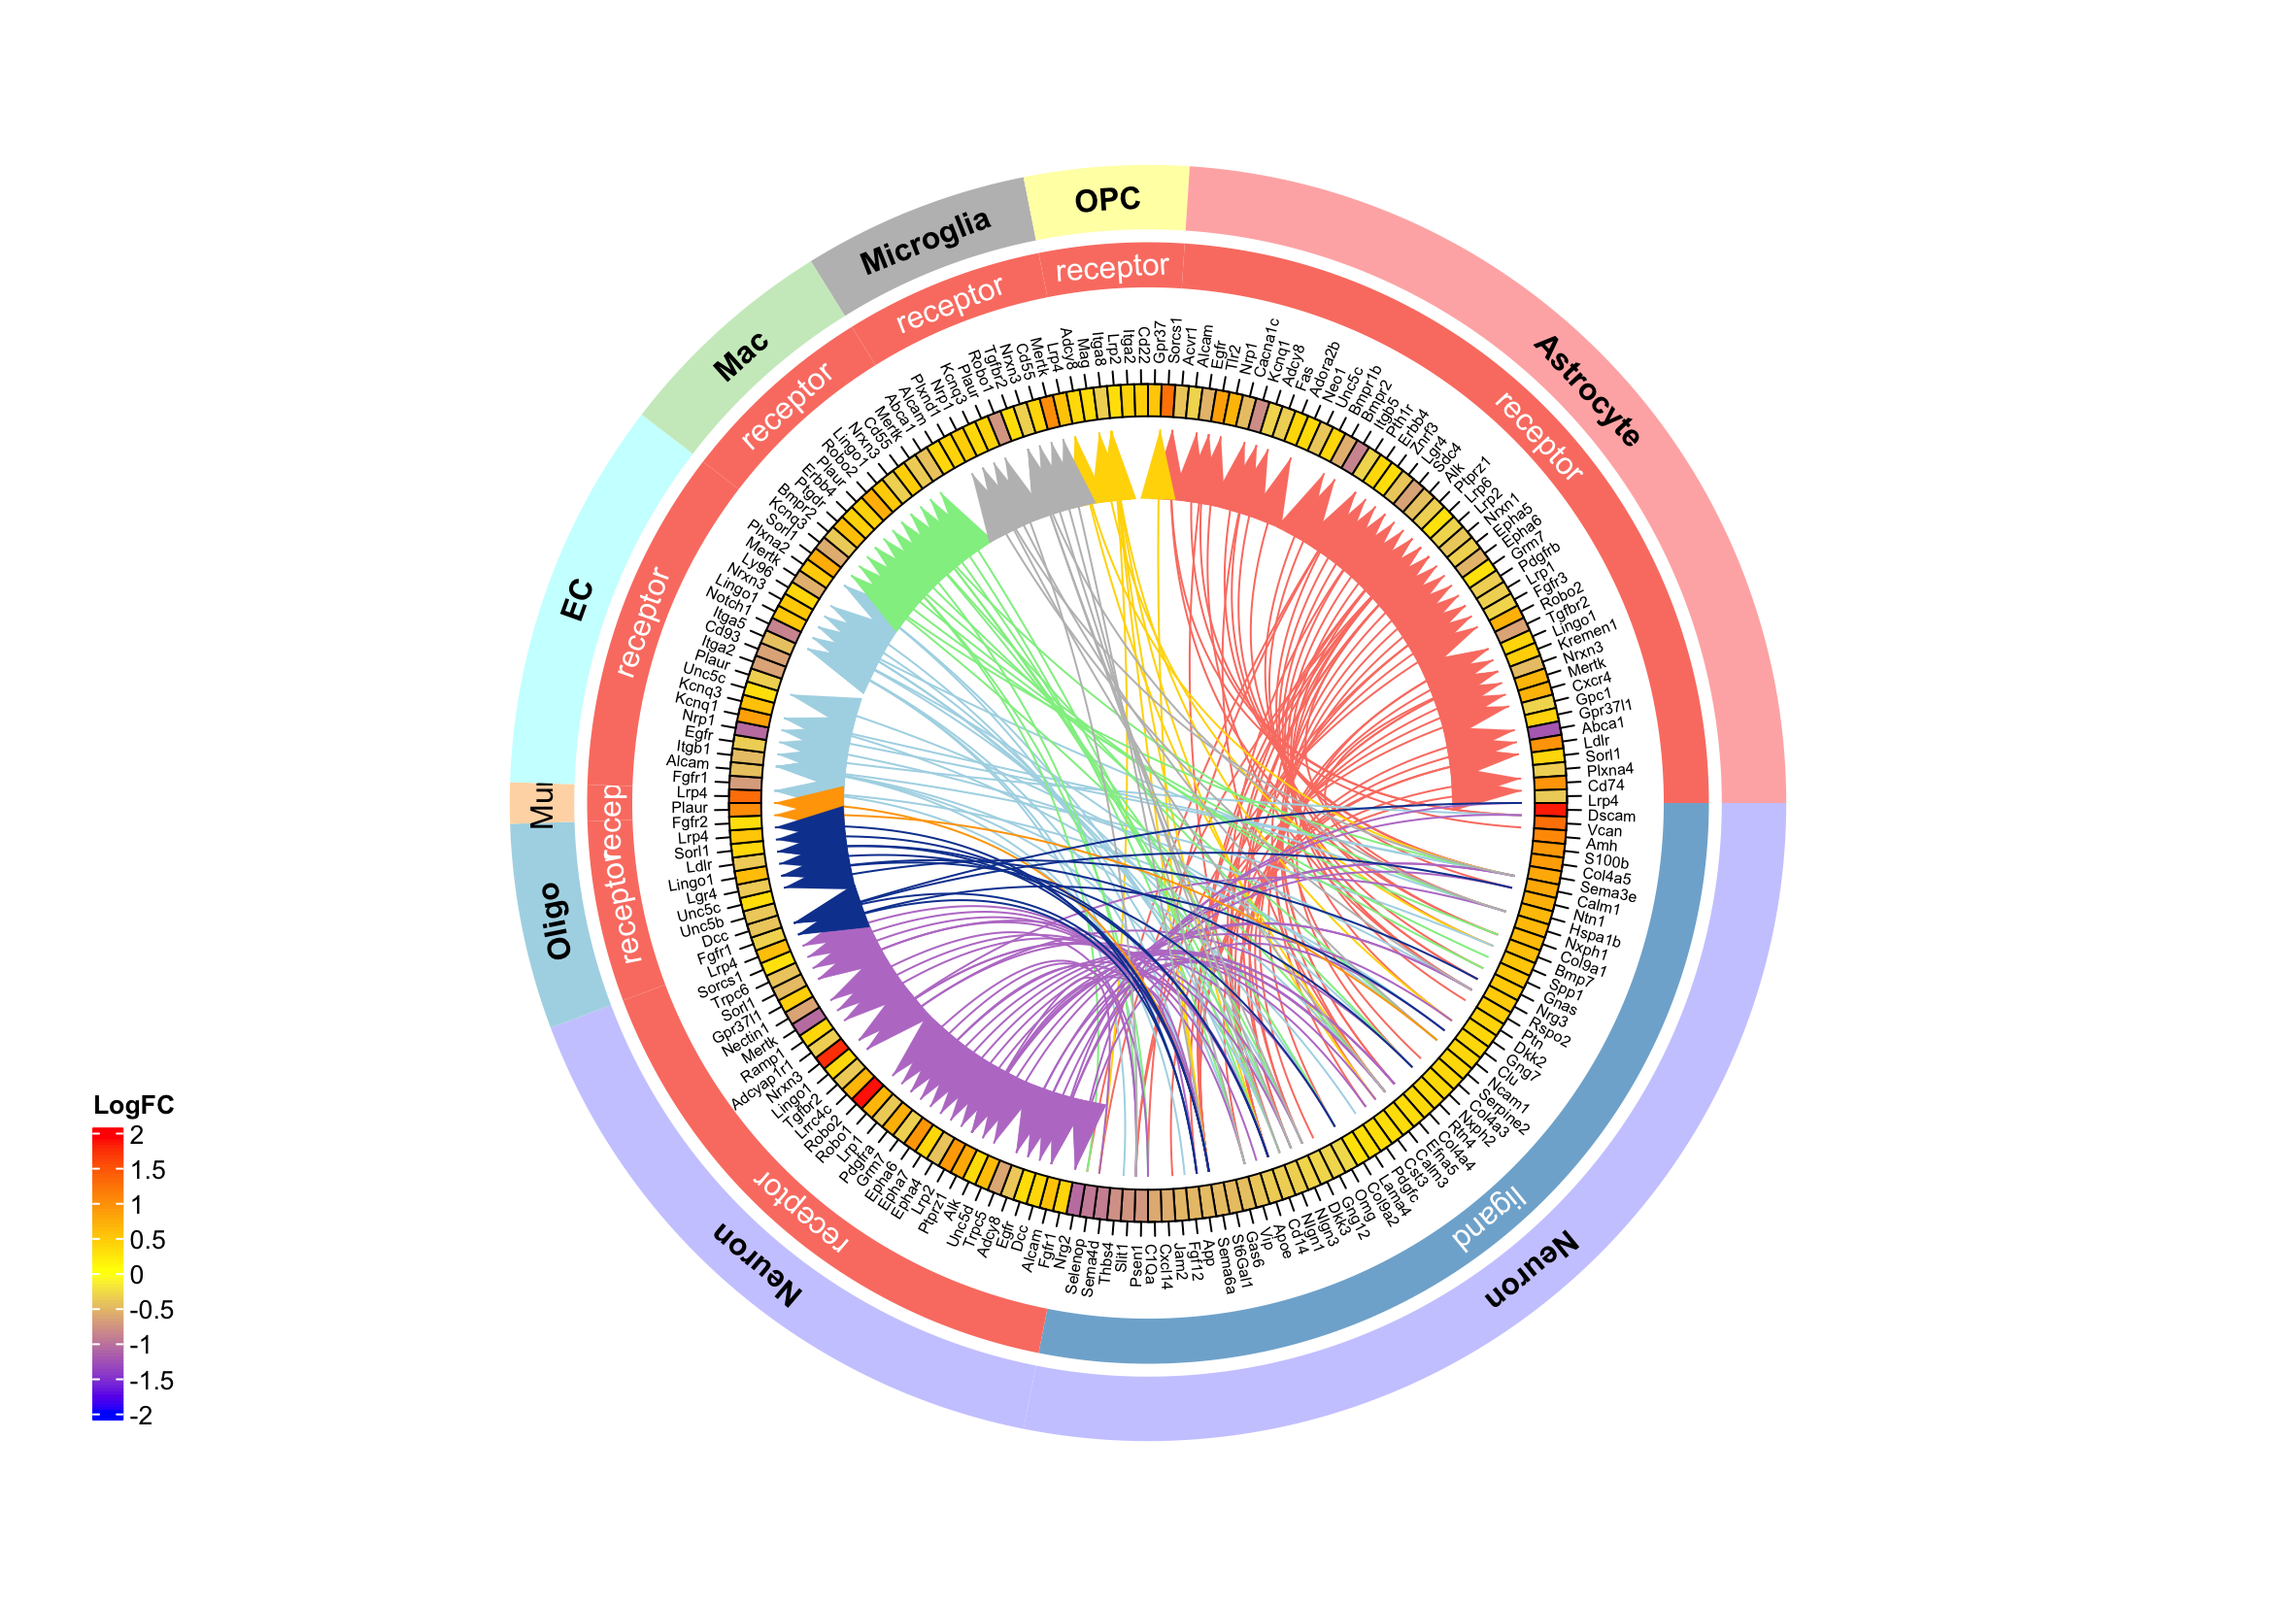 OPC
Astrocyte
Neuron
Neuron
Oligo
Mul
EC
Mac
Microglia
receptor
receptor
ligand
receptor
receptor
recep
receptor
receptor
receptor
Gpr37
Sorcs1
Acvr1
Alcam
Egfr
Tlr2
Nrp1
Cacna1c
Kcnq1
Adcy8
Fas
Adora2b
Neo1
Unc5c
Bmpr1b
Bmpr2
Itgb5
Pth1r
Erbb4
Znrf3
Lgr4
Sdc4
Alk
Ptprz1
Lrp6
Lrp2
Nrxn1
Epha5
Epha6
Grm7
Pdgfrb
Lrp1
Fgfr3
Robo2
Tgfbr2
Lingo1
Kremen1
Nrxn3
Mertk
Cxcr4
Gpc1
Gpr37l1
Abca1
Ldlr
Sorl1
Plxna4
Cd74
Lrp4
Dscam
Vcan
Amh
S100b
Col4a5
Sema3e
Calm1
Ntn1
Hspa1b
Nxph1
Col9a1
Bmp7
Spp1
Gnas
Nrg3
Rspo2
Ptn
Dkk2
Gng7
Clu
Ncam1
Serpine2
Col4a3
Nxph2
Rtn4
Col4a4
Efna5
Calm3
Cst3
Pdgfc
Lama4
Col9a2
Omg
Gng12
Dkk3
Nlgn3
Nlgn1
Cd14
Apoe
Vip
Gas6
St6Gal1
Sema6a
App
Fgf12
Jam2
Cxcl14
C1Qa
Psen1
Slit1
Thbs4
Sema4d
Selenop
Nrg2
Fgfr1
Alcam
Dcc
Egfr
Adcy8
Trpc5
Unc5d
Alk
Ptprz1
Lrp2
Epha4
Epha7
Epha6
Grm7
Pdgfra
Lrp1
Robo1
Robo2
Lrrc4c
Tgfbr2
Lingo1
Nrxn3
Adcyap1r1
Ramp1
Mertk
Nectin1
Gpr37l1
Sorl1
Trpc6
Sorcs1
Lrp4
Fgfr1
Dcc
Unc5b
Unc5c
Lgr4
Lingo1
Ldlr
Sorl1
Lrp4
Fgfr2
Plaur
Lrp4
Fgfr1
Alcam
Itgb1
Egfr
Nrp1
Kcnq1
Kcnq3
Unc5c
Plaur
Itga2
Cd93
Itga5
Notch1
Lingo1
Nrxn3
Ly96
Mertk
Plxna2
Sorl1
Kcnq3
Bmpr2
Ptgdr
Erbb4
Plaur
Robo2
Lingo1
Nrxn3
Cd55
Mertk
Abca1
Alcam
Plxnd1
Nrp1
Kcnq3
Plaur
Robo1
Tgfbr2
Nrxn3
Cd55
Mertk
Lrp4
Adcy8
Mag
Itga8
Lrp2
Itga2
Cd22
LogFC
2
1.5
1
0.5
0
-0.5
-1
-1.5
-2